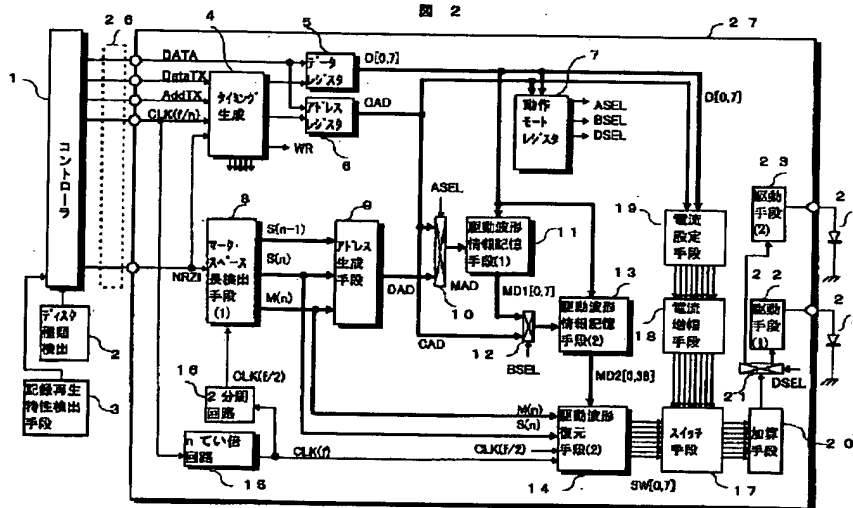 図 2
2 6
2 7
1
コントローラ
DATA
DataTX
AddTX
CLK(f/n)
NRZI
4
タイミング
生成
WR
5
データ
レジスタ
D[0,7]
アドレス
レジスタ
6
CAD
7
動作
モード
レジスタ
ASEL
BSEL
DSEL
D[0,7]
8
マーク・
スペース
長検出
手段
(1)
S(n-1)
S(n)
M(n)
9
アドレス
生成
手段
DAD
ASEL
MAD
1 0
駆動波形
情報記憶
手段(1)
1 1
MD1[0,7]
CAD
1 2
BSEL
1 3
駆動波形
情報記憶
手段(2)
MD2[0,38]
1 9
電流
設定
手段
1 8
電流
増幅
手段
2 3
駆動
手段
(2)
2 2
駆動
手段
(1)
2 1
DSEL
ディスク
種類
検出
2
記録再生
特性検出
手段
3
1 6
2分周
回路
CLK(f/2)
nてい倍
回路
1 5
CLK(f)
M(n)
S(n)
CLK(f/2)
駆動波形
復元
手段(2)
1 4
SW[0,7]
スイッチ
手段
1 7
加算
手段
2 0